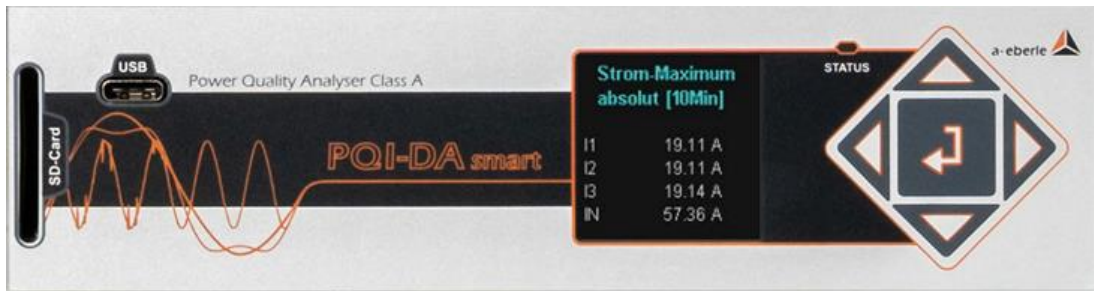 USB
SD-Card
Power Quality Analyser Class A
PQI-DA smart
Strom-Maximum
absolut [10Min]
I1 19.11 A
I2 19.11 A
I3 19.14 A
IN 57.36 A
STATUS
a-eberle